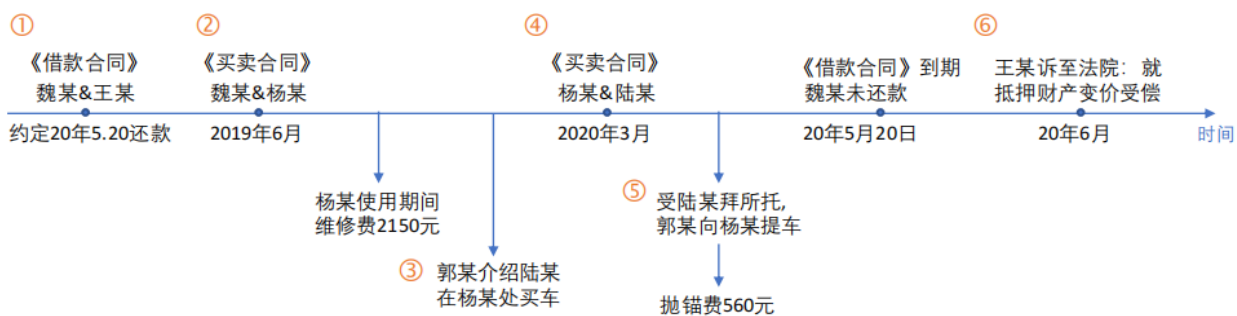 ①
《借款合同》
魏某&王某
约定20年5.20还款
②
《买卖合同》
魏某&杨某
2019年6月
杨某使用期间
维修费2150元
③
郭某介绍陆某
在杨某处买车
④
《买卖合同》
杨某&陆某
2020年3月
⑤
受陆某拜所托,
郭某向杨某提车
抛锚费560元
《借款合同》到期
魏某未还款
20年5月20日
⑥
王某诉至法院：就
抵押财产变价受偿
20年6月
时间